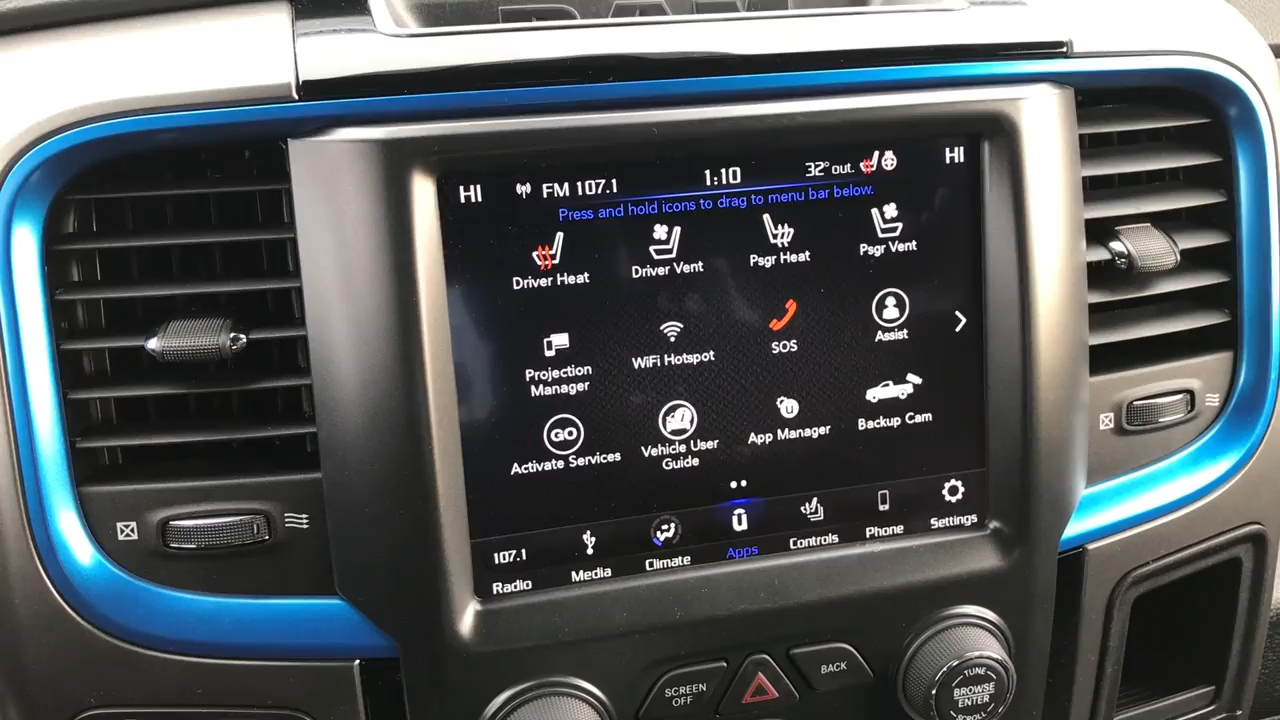 RAM
HI FM 107.1 1:10 32° out. HI
Press and hold icons to drag to menu bar below.
Driver Heat
Driver Vent
Psgr Heat
Psgr Vent
Projection
Manager
WiFi Hotspot
SOS
Assist
GO
Activate Services
Vehicle User
Guide
App Manager
Backup Cam
107.1
Radio
Media
Climate
Apps
Controls
Phone
Settings
SCREEN
OFF
BACK
TUNE
BROWSE
ENTER
SCROLL